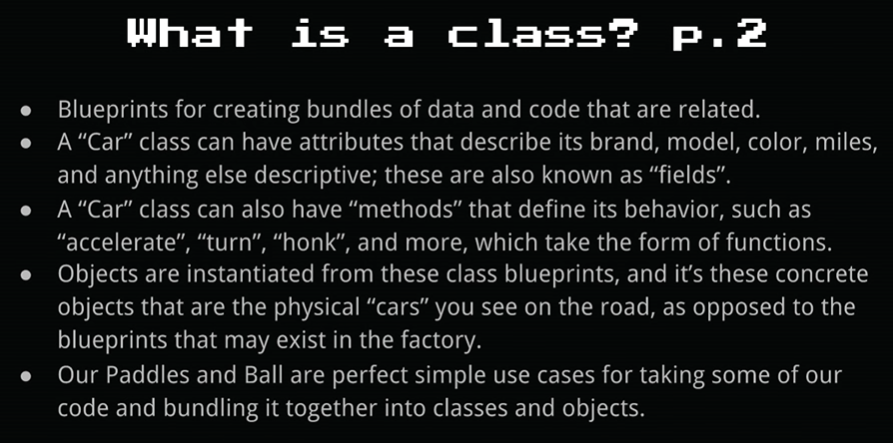 What is a class? p.2
● Blueprints for creating bundles of data and code that are related.
● A “Car” class can have attributes that describe its brand, model, color, miles,
and anything else descriptive; these are also known as “fields”.
● A “Car” class can also have “methods” that define its behavior, such as
“accelerate”, “turn”, “honk”, and more, which take the form of functions.
● Objects are instantiated from these class blueprints, and it’s these concrete
objects that are the physical “cars” you see on the road, as opposed to the
blueprints that may exist in the factory.
● Our Paddles and Ball are perfect simple use cases for taking some of our
code and bundling it together into classes and objects.